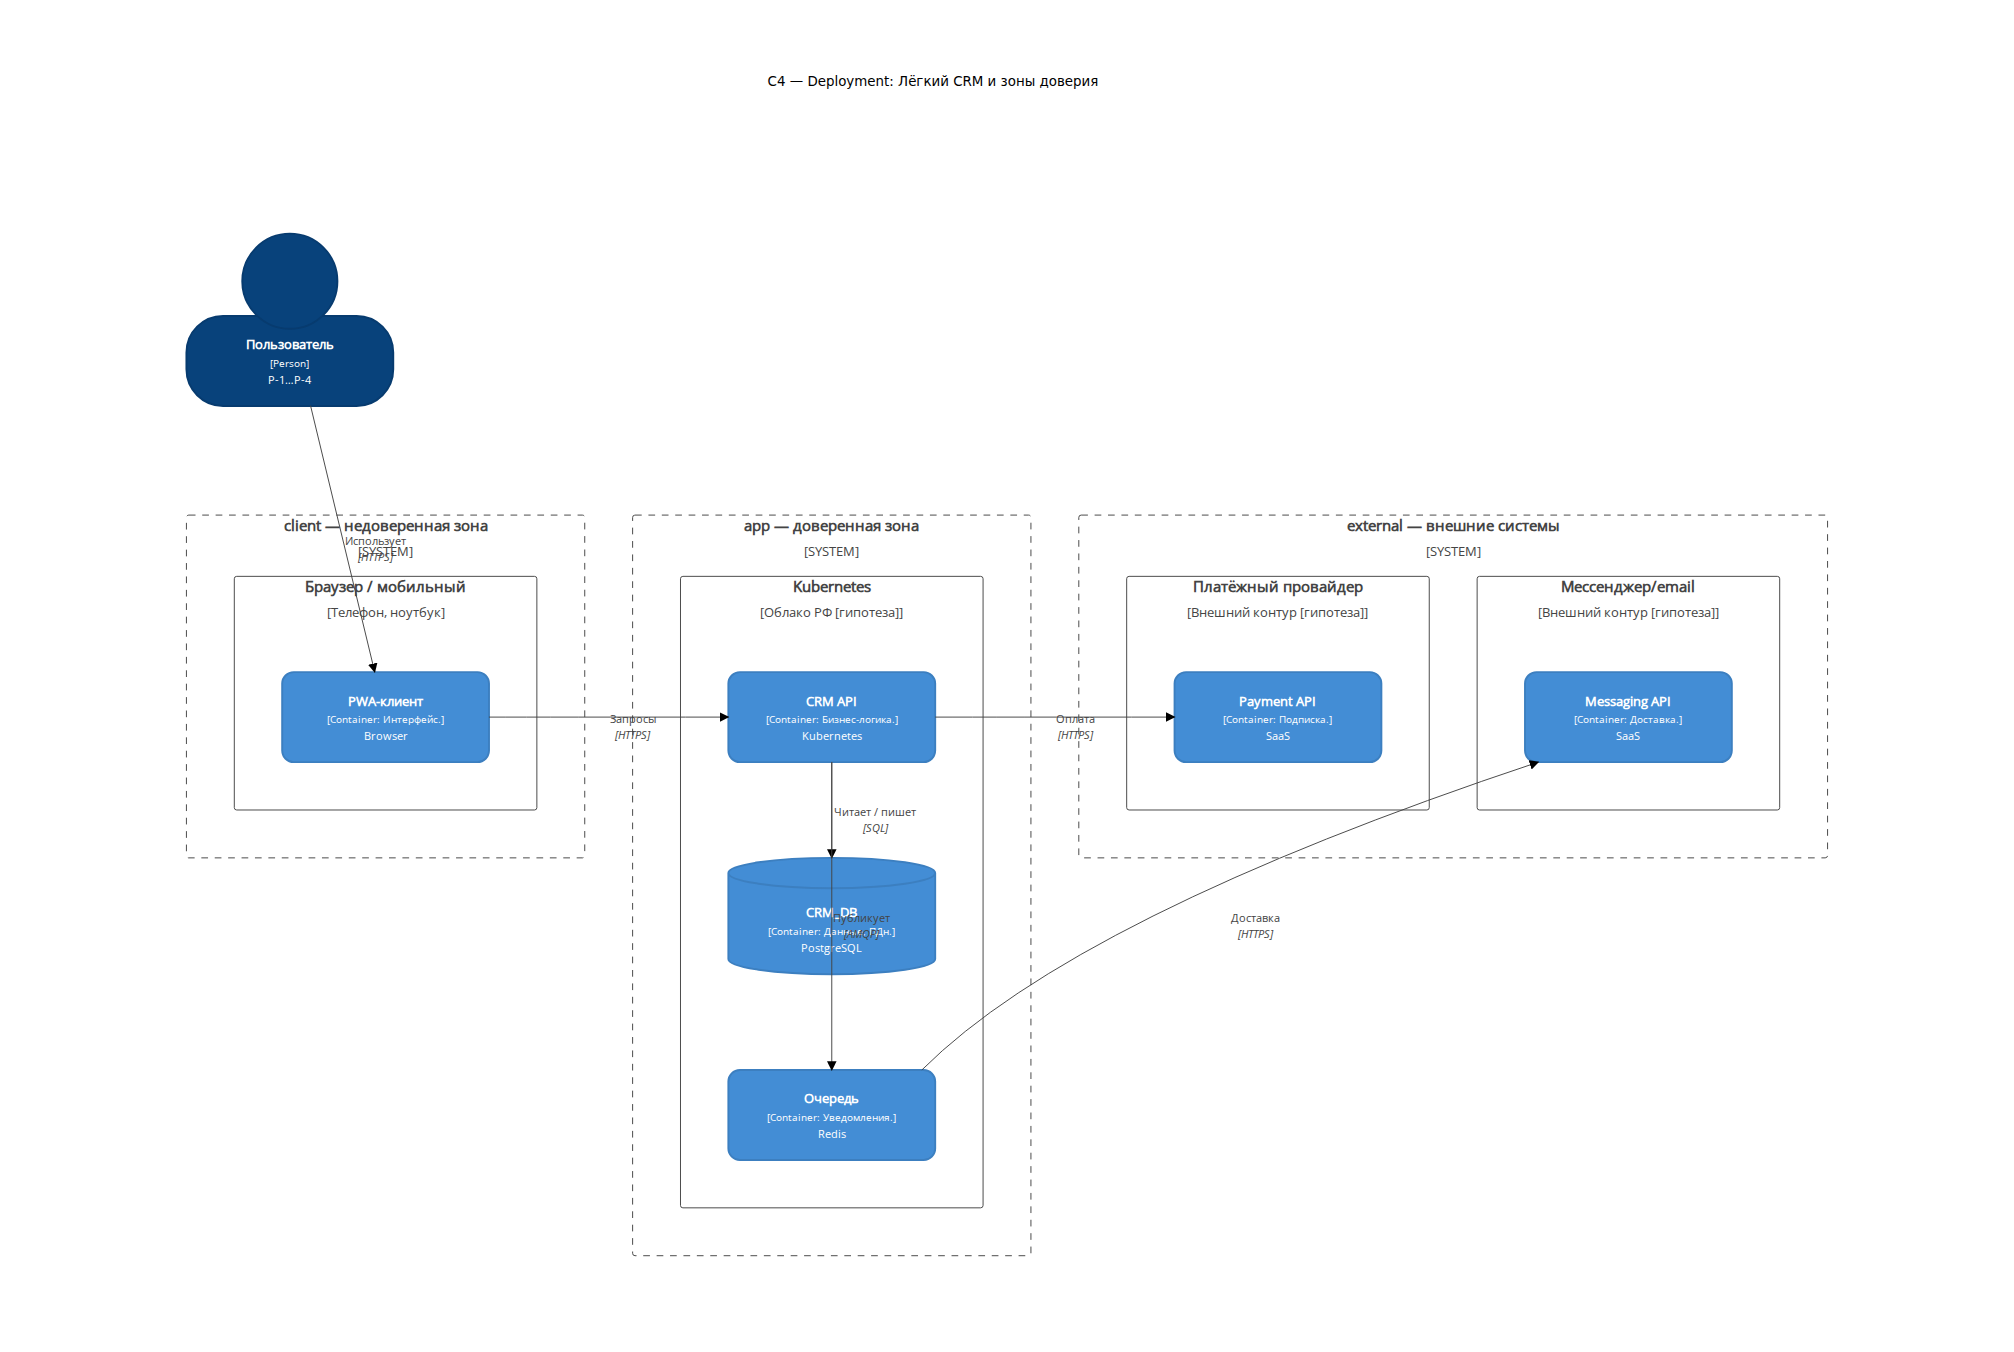 C4 — Deployment: Лёгкий CRM и зоны доверия
Пользователь
[Person]
P-1...P-4
client — недоверенная зона
[SYSTEM]
Использует
[HTTPS]
Браузер / мобильный
[Телефон, ноутбук]
PWA-клиент
[Container: Интерфейс.]
Browser
Запросы
[HTTPS]
app — доверенная зона
[SYSTEM]
Kubernetes
[Облако РФ [гипотеза]]
CRM API
[Container: Бизнес-логика.]
Kubernetes
Читает / пишет
[SQL]
CRM_DB
[Container: Данные, ПДн.]
PostgreSQL
Публикует
Очередь
[Container: Уведомления.]
Redis
Оплата
[HTTPS]
external — внешние системы
[SYSTEM]
Платёжный провайдер
[Внешний контур [гипотеза]]
Payment API
[Container: Подписка.]
SaaS
Мессенджер/email
[Внешний контур [гипотеза]]
Messaging API
[Container: Доставка.]
SaaS
Доставка
[HTTPS]